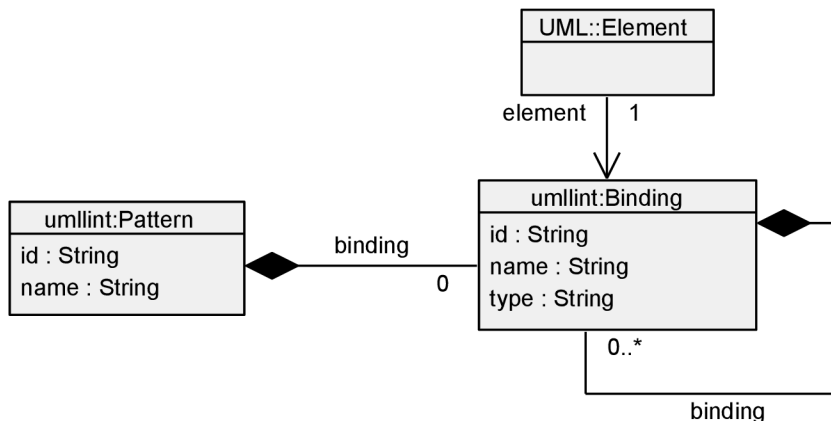 UML::Element
element 1
umllint:Pattern
id : String
name : String
binding
0
umllint:Binding
id : String
name : String
type : String
0..*
binding